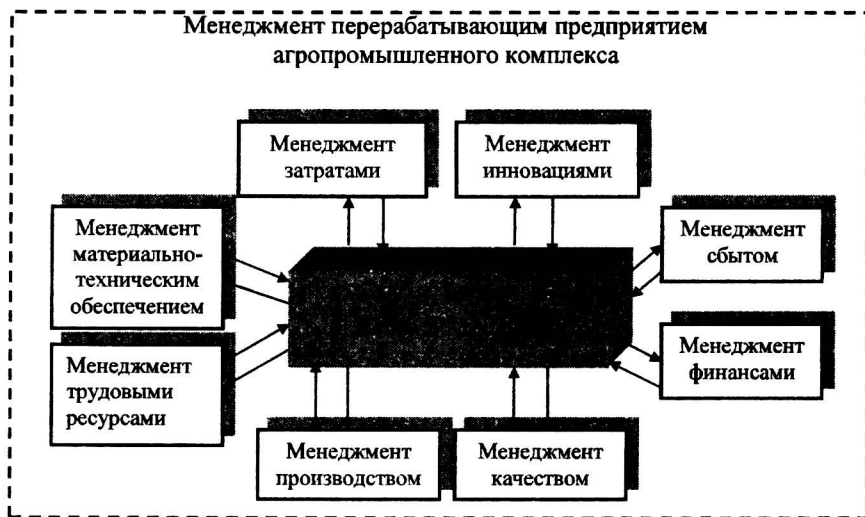 Менеджмент перерабатывающим предприятием
агропромышленного комплекса
Менеджмент
затратами
Менеджмент
инновациями
Менеджмент
материально-
техническим
обеспечением
Менеджмент
сбытом
Менеджмент
трудовыми
ресурсами
Менеджмент
финансами
Менеджмент
производством
Менеджмент
качеством